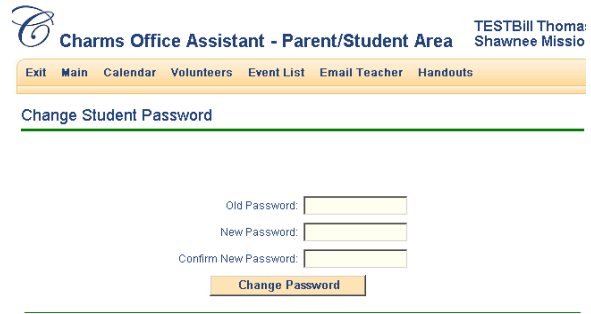 Charms Office Assistant - Parent/Student Area
TESTBill Thomas
Shawnee Missio
Exit Main Calendar Volunteers Event List Email Teacher Handouts
Change Student Password
Old Password:
New Password:
Confirm New Password:
Change Password